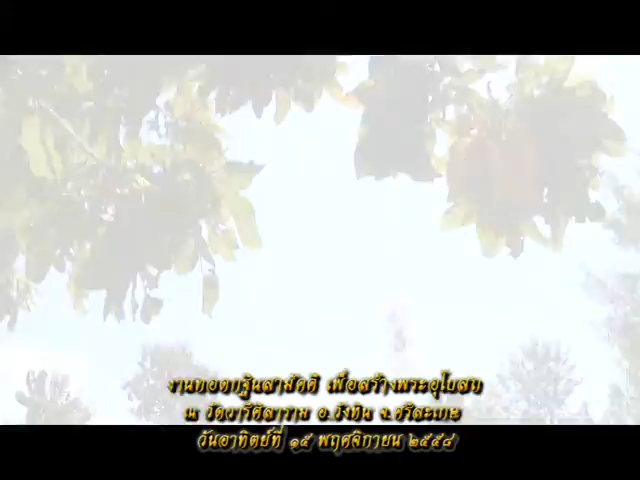 งานทอดกฐินสามัคคี เพื่อสร้างพระอุโบสถ
ณ วัดวารีศิลาราม อ.วังหิน จ.ศรีสะเกษ
วันอาทิตย์ที่ ๑๕ พฤศจิกายน ๒๕๕๘